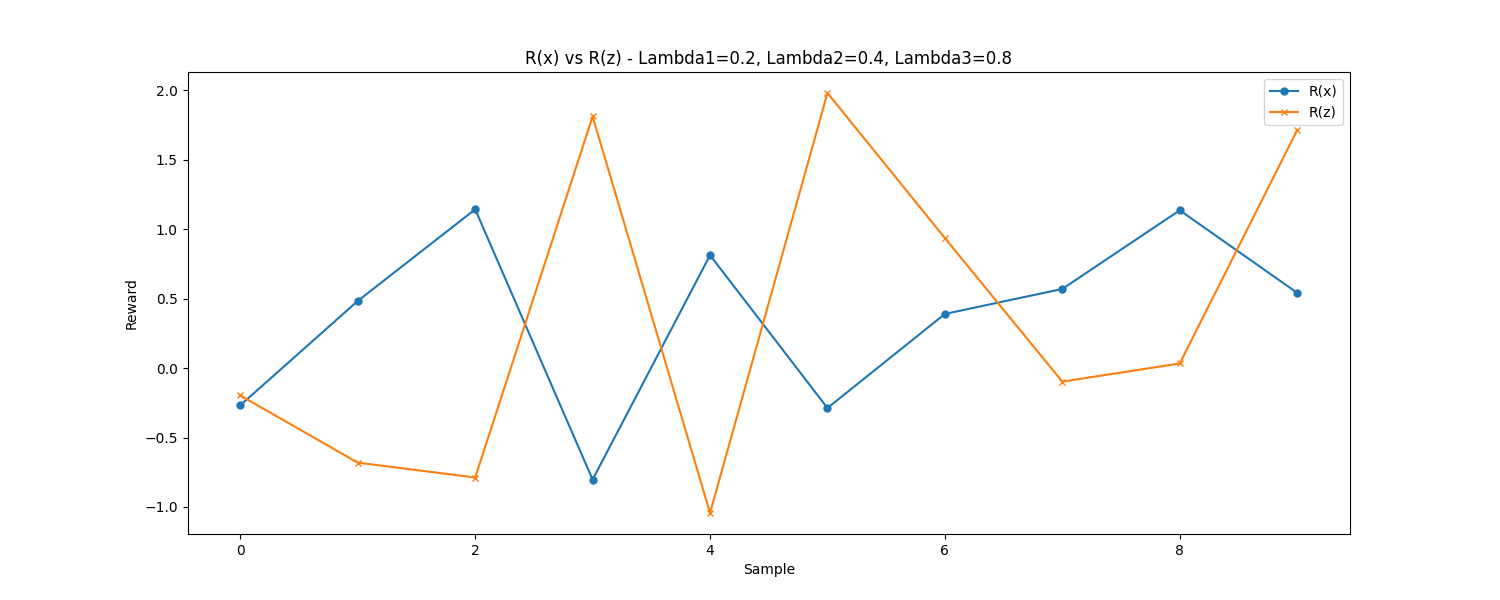 R(x) vs R(z) - Lambda1=0.2, Lambda2=0.4, Lambda3=0.8
R(x)
R(z)
2.0
1.5
1.0
0.5
0.0
−0.5
−1.0
Reward
0 2 4 6 8
Sample